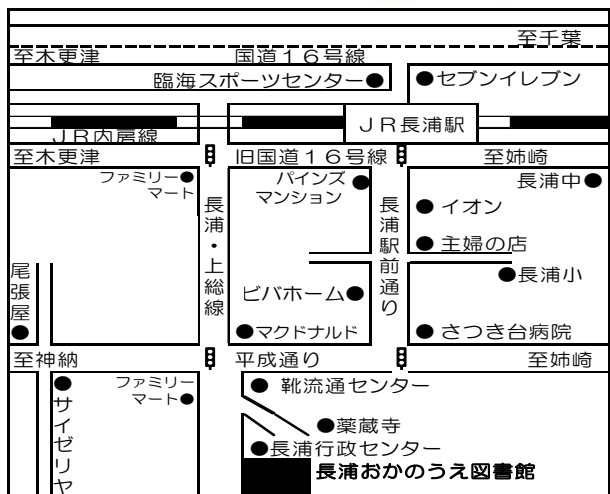 至千葉
至木更津
国道１６号線
臨海スポーツセンター●
●セブンイレブン
ＪＲ長浦駅
ＪＲ内房線
至木更津
旧国道１６号線
至姉崎
ファミリー●
マート
パインズ
マンション
長浦中●
長浦・上総線
長浦駅前通り
●イオン
●主婦の店
●長浦小
尾張屋●
ビバホーム●
●マクドナルド
●さつき台病院
至神納
平成通り
至姉崎
●サイゼリヤ
ファミリー
マート●
●靴流通センター
●薬蔵寺
●長浦行政センター
長浦おかのうえ図書館